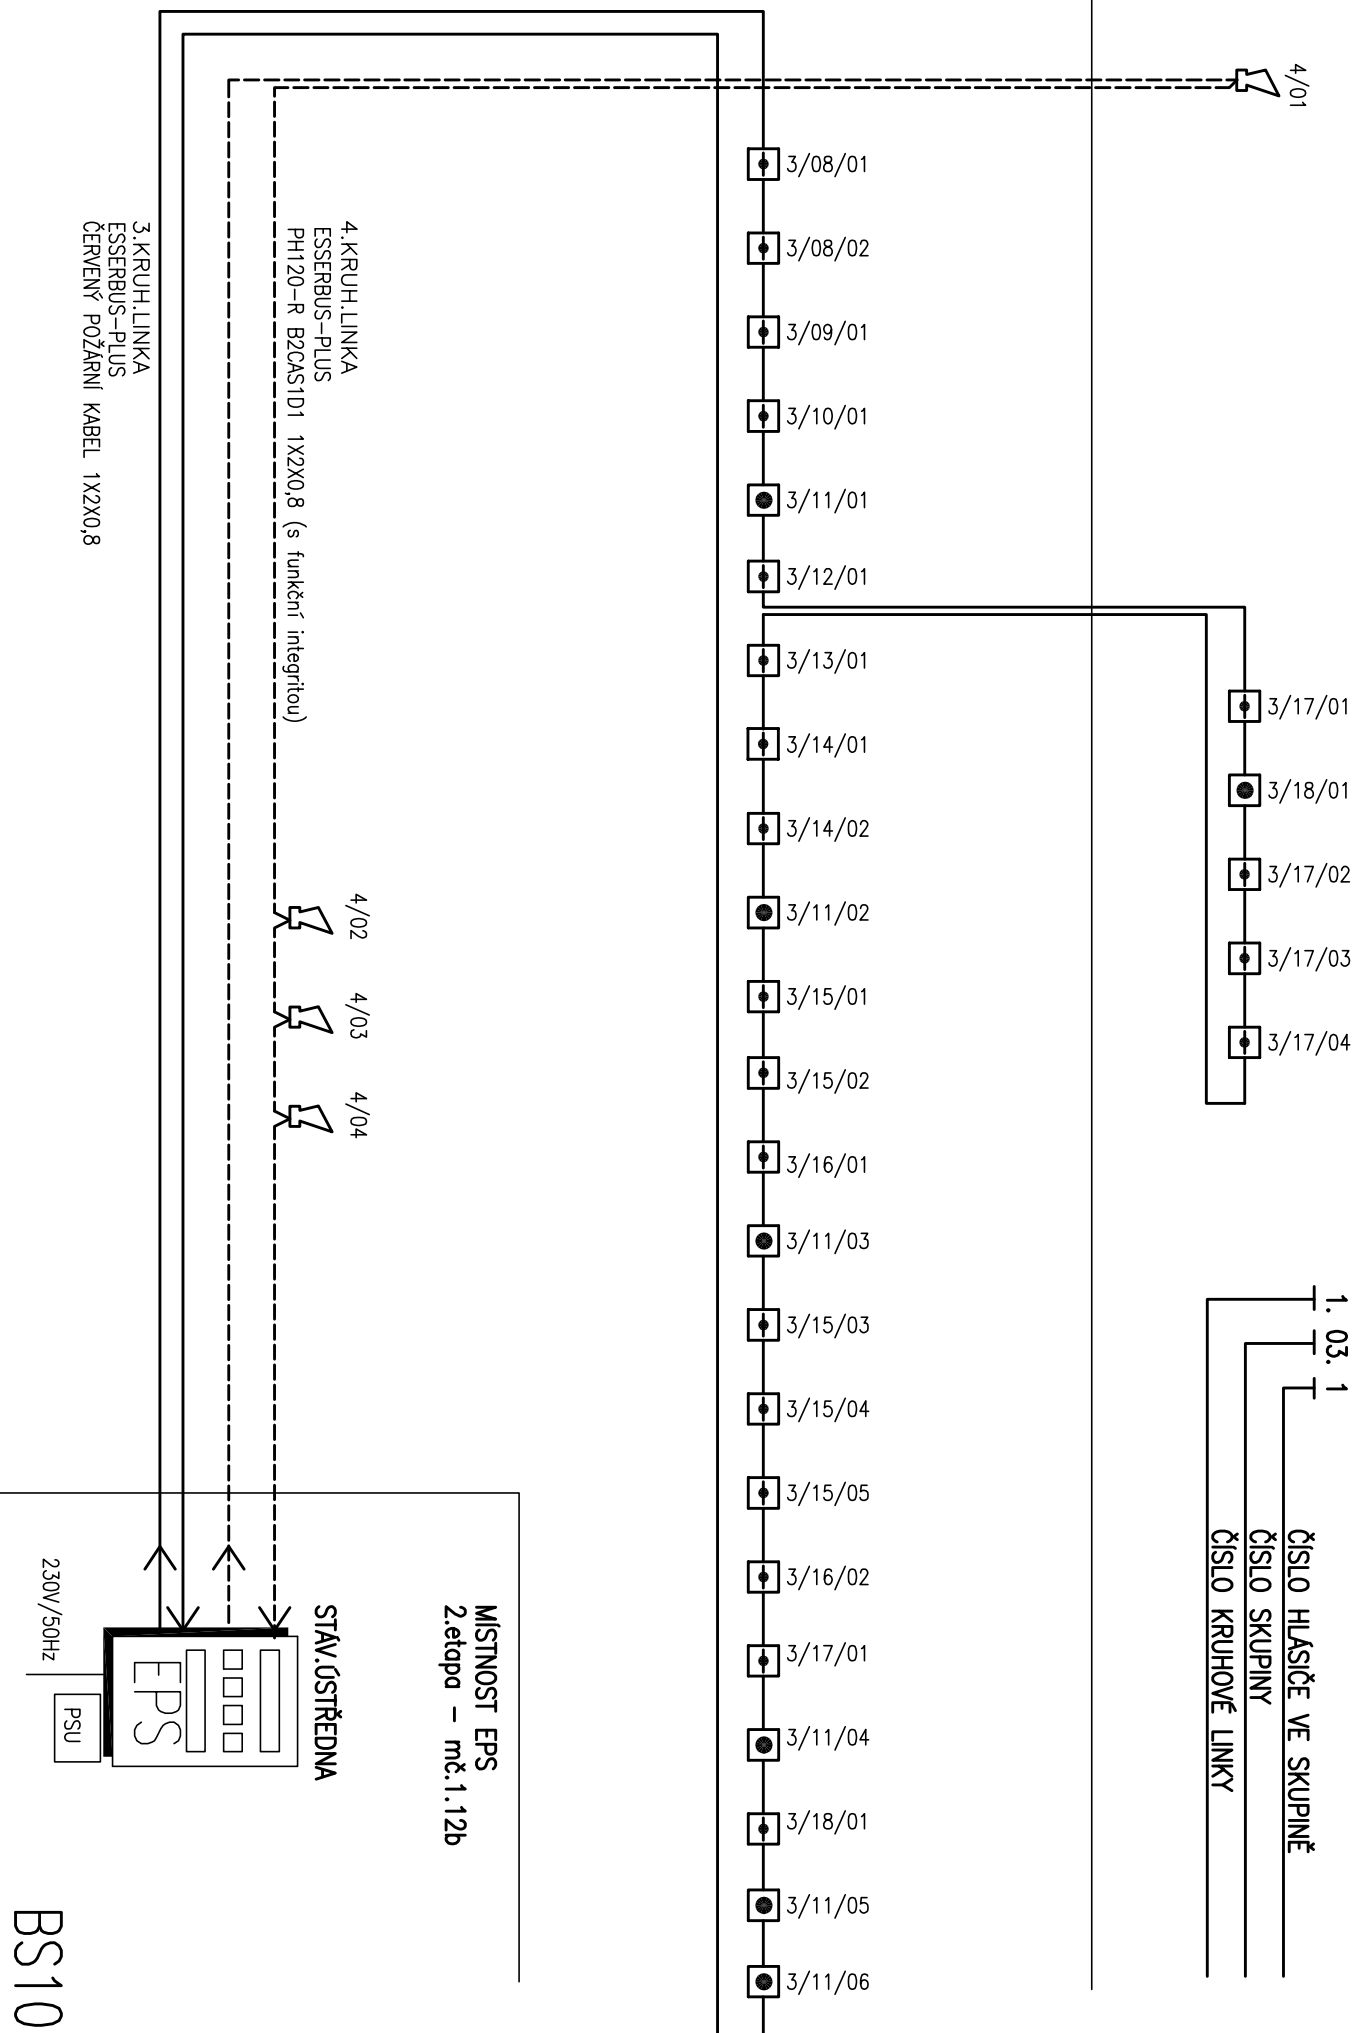 4/01
3/08/01
3/08/02
3/09/01
3/10/01
3/11/01
3/12/01
3/13/01
3/14/01
3/14/02
3/11/02
3/15/01
3/15/02
3/16/01
3/11/03
3/15/03
3/15/04
3/15/05
3/16/02
3/17/01
3/11/04
3/18/01
3/11/05
3/11/06
3/17/01
3/18/01
3/17/02
3/17/03
3/17/04
4.KRUH.LINKA
ESSERBUS-PLUS
PH120-R B2CAS1D1 1X2X0,8 (s funkční integritou)
3.KRUH.LINKA
ESSERBUS-PLUS
ČERVENÝ POŽÁRNÍ KABEL 1X2X0,8
4/02
4/03
4/04
1. 03. 1
ČÍSLO HLÁSIČE VE SKUPINĚ
ČÍSLO SKUPINY
ČÍSLO KRUHOVÉ LINKY
MÍSTNOST EPS
2.etapa - mč.1.12b
STÁV.ÚSTŘEDNA
EPS
PSU
230V/50Hz
BS10